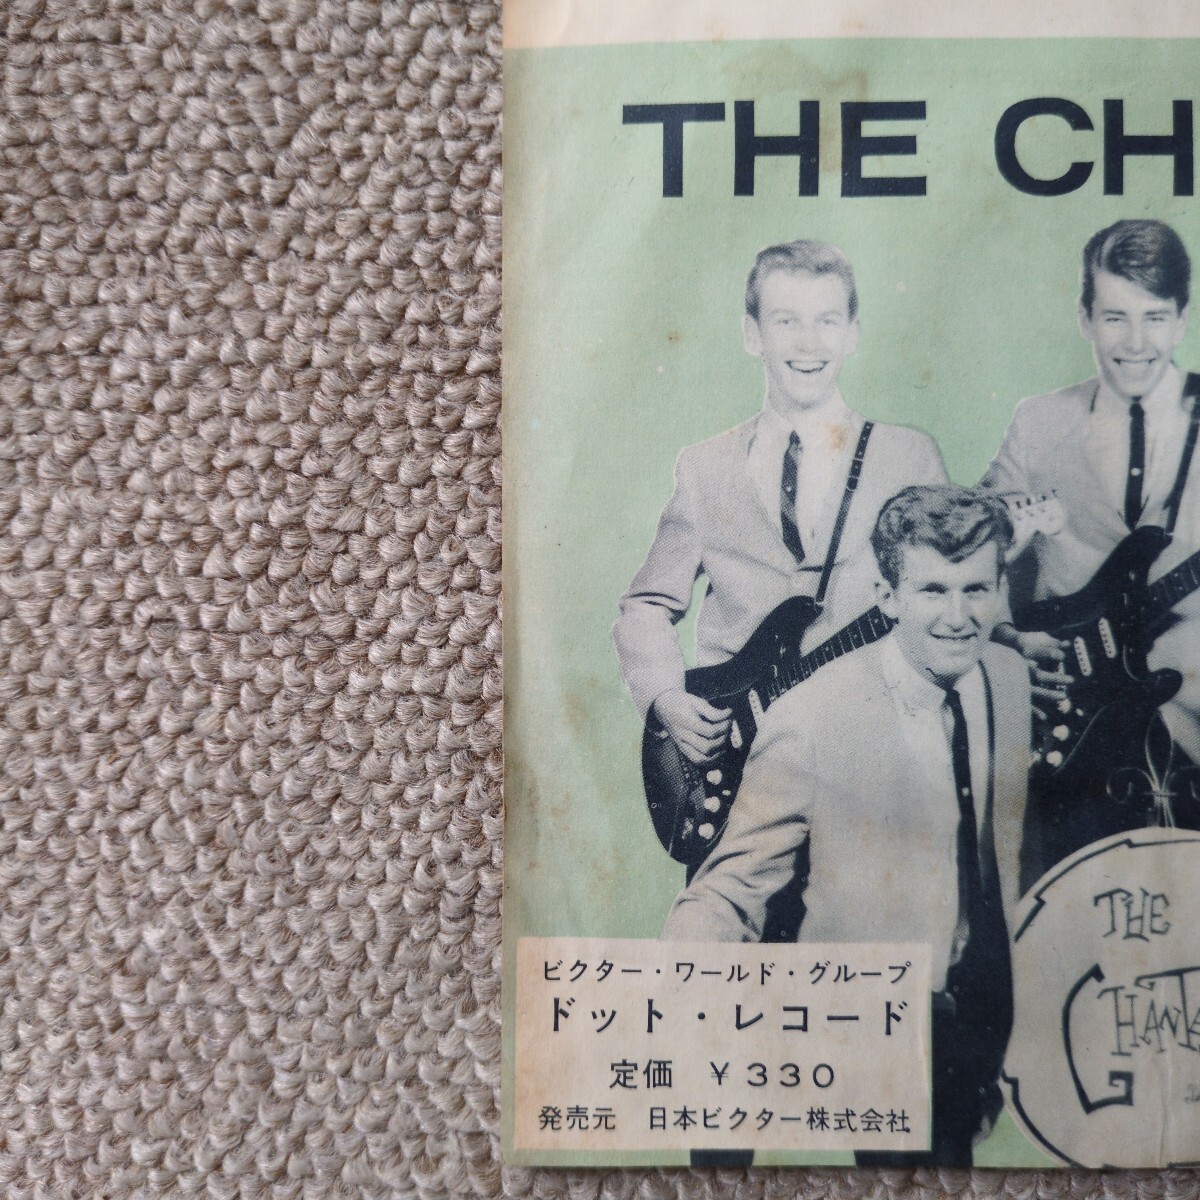 THE CH
THE
CHANTA
ビクター・ワールド・グループ
ドット・レコード
定価 ¥330
発売元 日本ビクター株式会社